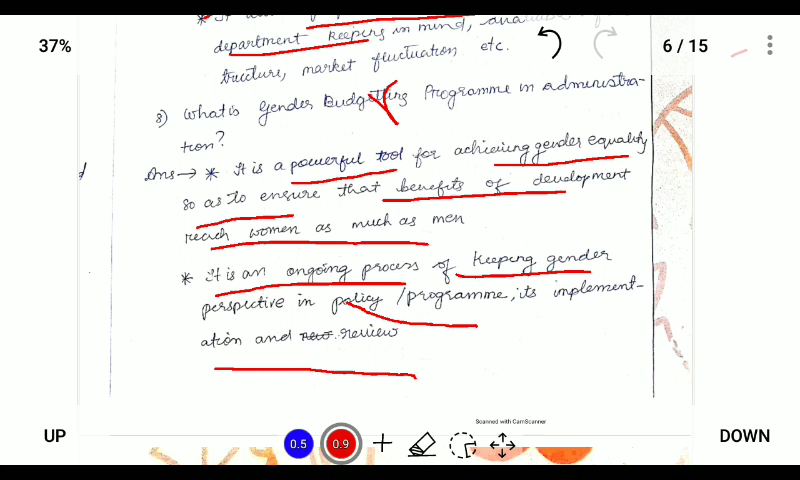 37%
6 / 15
department keepers in mind,
tructure, market fluctuation etc.
8) What is Gender Budgetting Programme in administra-
tion?
Ans → * It is a powerful tool for achieving gender equality
so as to ensure that benefits of development
reach women as much as men
* It is an ongoing process of keeping gender
perspective in policy /programme, its implement-
ation and review
Scanned with CamScanner
UP
0.5
0.9
DOWN